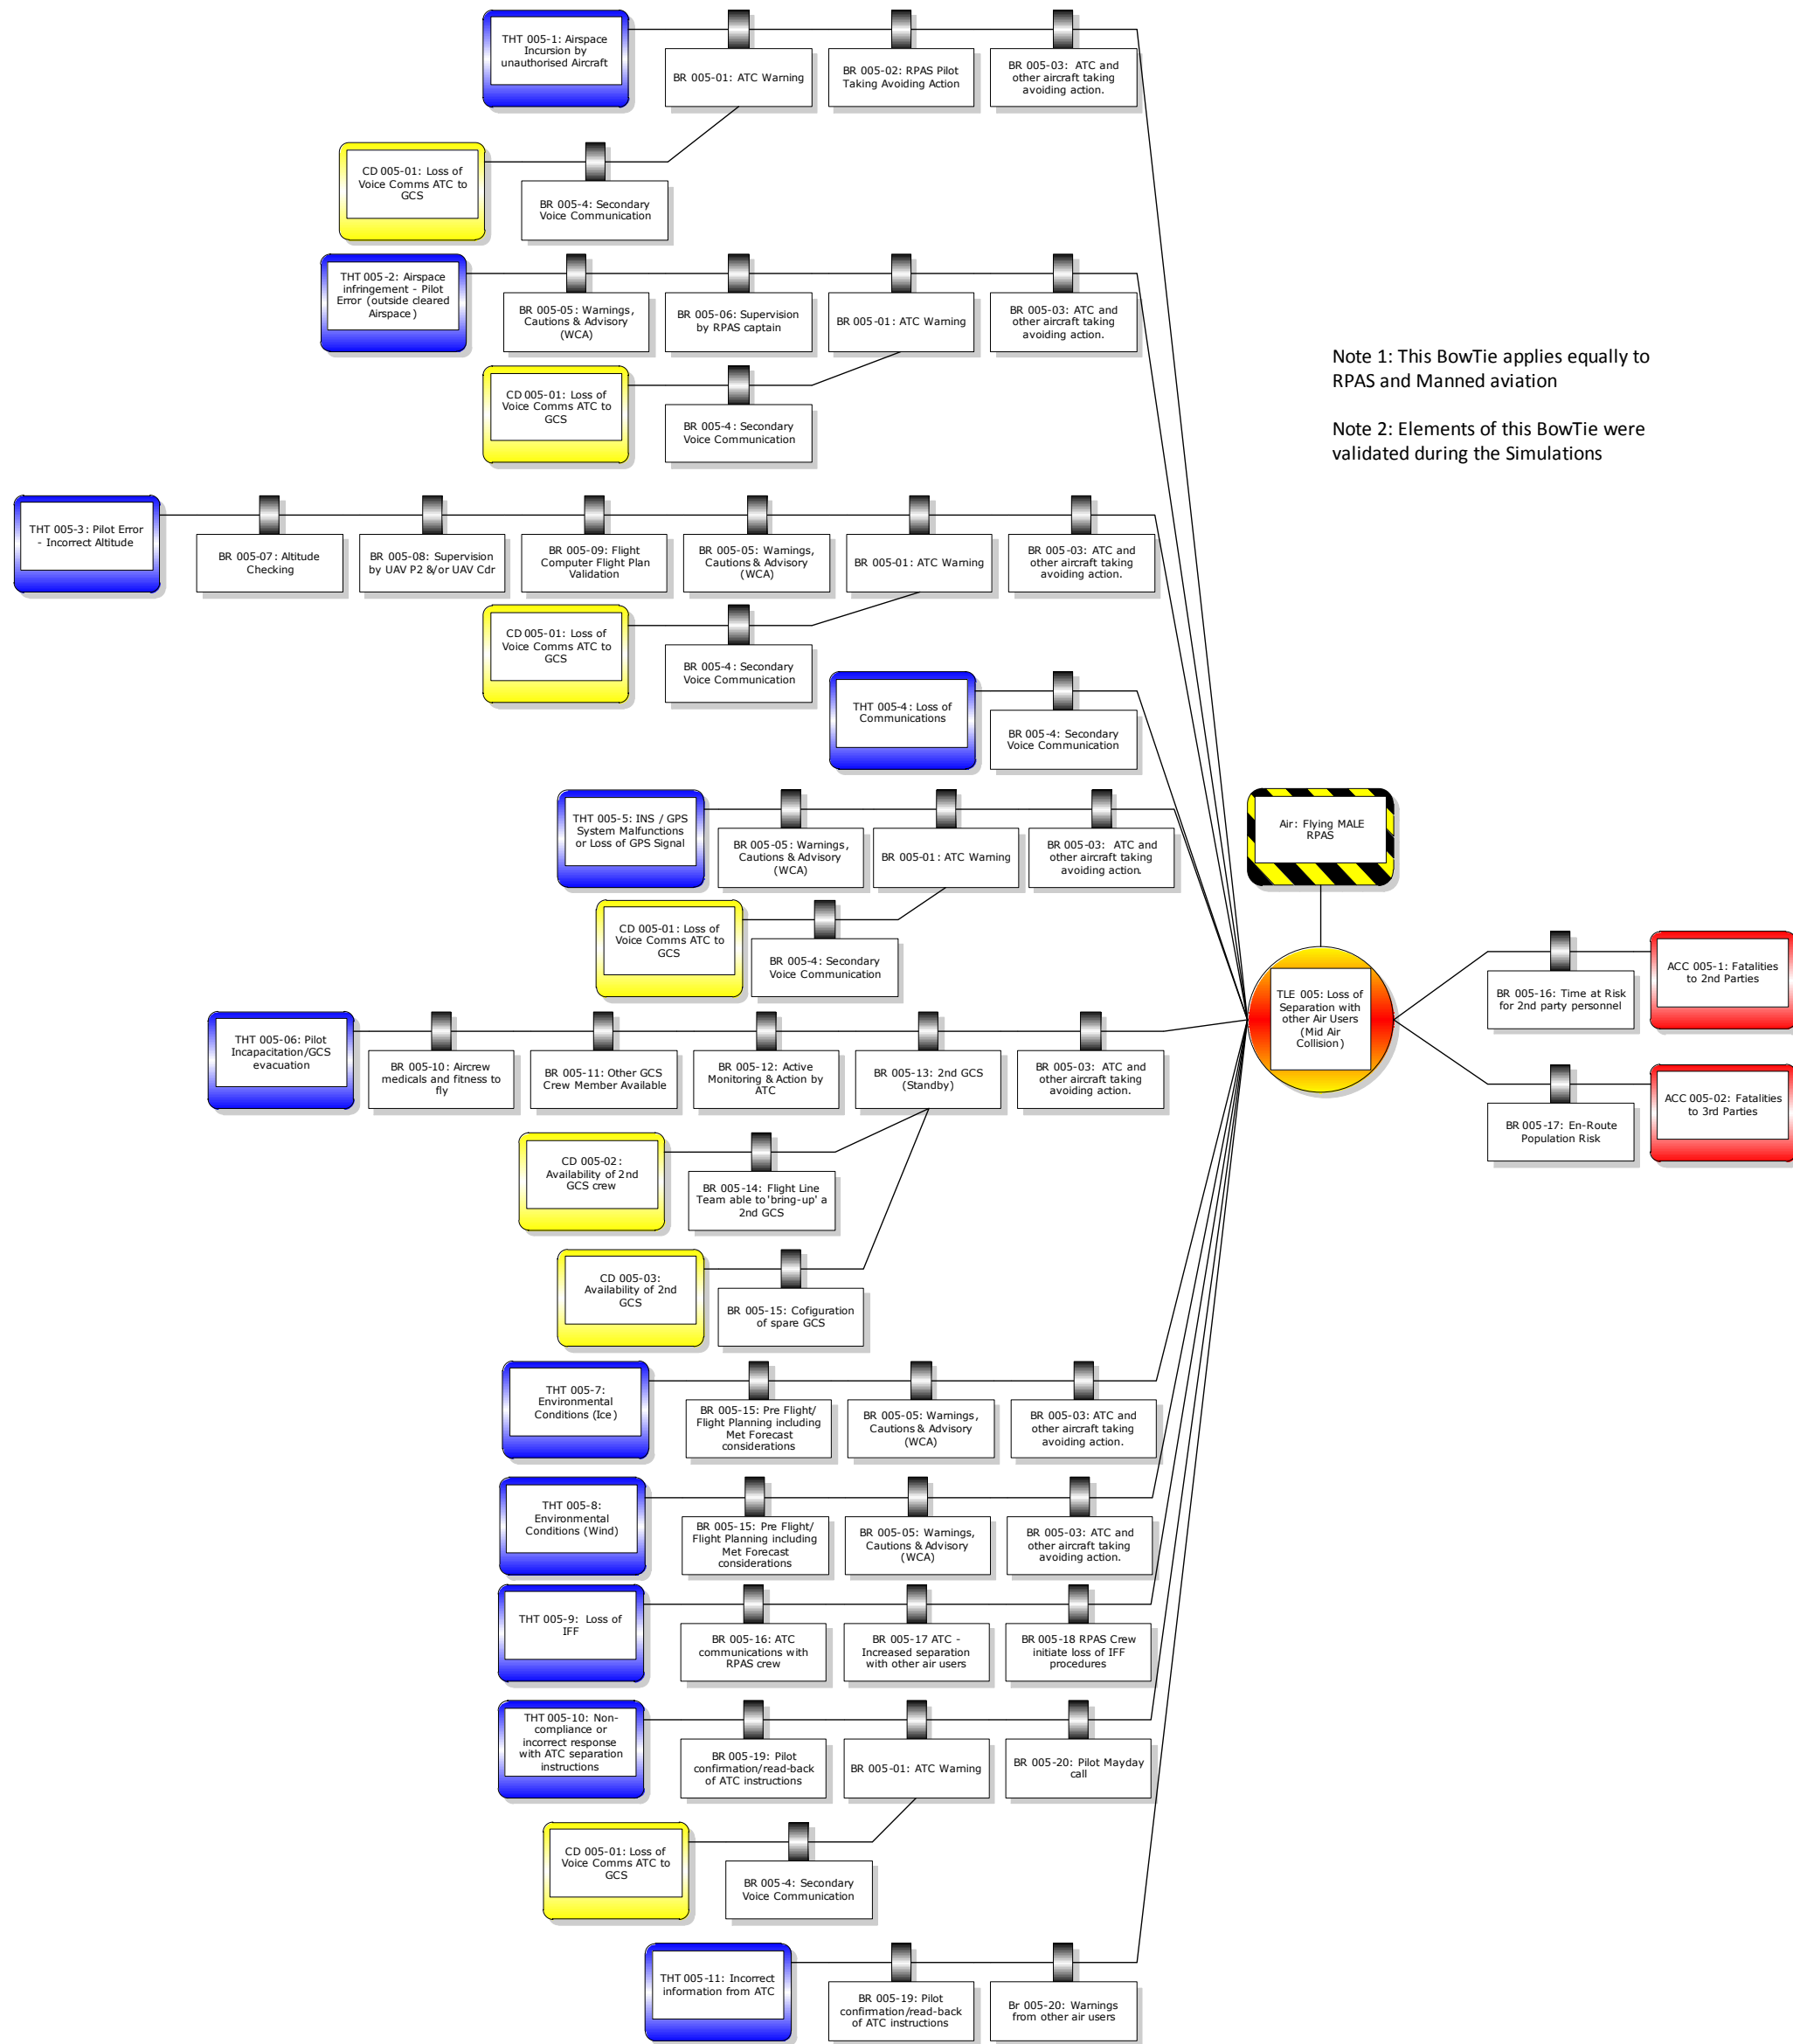 THT 005-1: Airspace
Incursion by
unauthorised Aircraft
BR 005-01: ATC Warning
BR 005-02: RPAS Pilot
Taking Avoiding Action
BR 005-03:  ATC and
other aircraft taking
avoiding action.
CD 005-01: Loss of
Voice Comms ATC to
GCS
BR 005-4: Secondary
Voice Communication
THT 005-2: Airspace
infringement - Pilot
Error (outside cleared
Airspace)
BR 005-05: Warnings,
Cautions & Advisory
(WCA)
BR 005-06: Supervision
by RPAS captain
BR 005-01: ATC Warning
BR 005-03: ATC and
other aircraft taking
avoiding action.
CD 005-01: Loss of
Voice Comms ATC to
GCS
BR 005-4: Secondary
Voice Communication
Note 1: This BowTie applies equally to
RPAS and Manned aviation
Note 2: Elements of this BowTie were
validated during the Simulations
THT 005-3: Pilot Error
- Incorrect Altitude
BR 005-07: Altitude
Checking
BR 005-08: Supervision
by UAV P2 &/or UAV Cdr
BR 005-09: Flight
Computer Flight Plan
Validation
BR 005-05: Warnings,
Cautions & Advisory
(WCA)
BR 005-01: ATC Warning
BR 005-03: ATC and
other aircraft taking
avoiding action.
CD 005-01: Loss of
Voice Comms ATC to
GCS
BR 005-4: Secondary
Voice Communication
THT 005-4: Loss of
Communications
BR 005-4: Secondary
Voice Communication
THT 005-5: INS / GPS
System Malfunctions
or Loss of GPS Signal
BR 005-05: Warnings,
Cautions & Advisory
(WCA)
BR 005-01: ATC Warning
BR 005-03:  ATC and
other aircraft taking
avoiding action.
Air: Flying MALE
RPAS
CD 005-01: Loss of
Voice Comms ATC to
GCS
BR 005-4: Secondary
Voice Communication
TLE 005: Loss of
Separation with
other Air Users
(Mid Air
Collision)
BR 005-16: Time at Risk
for 2nd party personnel
ACC 005-1: Fatalities
to 2nd Parties
BR 005-17: En-Route
Population Risk
ACC 005-02: Fatalities
to 3rd Parties
THT 005-06: Pilot
Incapacitation/GCS
evacuation
BR 005-10: Aircrew
medicals and fitness to
fly
BR 005-11: Other GCS
Crew Member Available
BR 005-12: Active
Monitoring & Action by
ATC
BR 005-13: 2nd GCS
(Standby)
BR 005-03:  ATC and
other aircraft taking
avoiding action.
CD 005-02:
Availability of 2nd
GCS crew
BR 005-14: Flight Line
Team able to 'bring-up' a
2nd GCS
CD 005-03:
Availability of 2nd
GCS
BR 005-15: Cofiguration
of spare GCS
THT 005-7:
Environmental
Conditions (Ice)
BR 005-15: Pre Flight/
Flight Planning including
Met Forecast
considerations
BR 005-05: Warnings,
Cautions & Advisory
(WCA)
BR 005-03: ATC and
other aircraft taking
avoiding action.
THT 005-8:
Environmental
Conditions (Wind)
BR 005-15: Pre Flight/
Flight Planning including
Met Forecast
considerations
BR 005-05: Warnings,
Cautions & Advisory
(WCA)
BR 005-03: ATC and
other aircraft taking
avoiding action.
THT 005-9:  Loss of
IFF
BR 005-16: ATC
communications with
RPAS crew
BR 005-17 ATC -
Increased separation
with other air users
BR 005-18 RPAS Crew
initiate loss of IFF
procedures
THT 005-10: Non-
compliance or
incorrect response
with ATC separation
instructions
BR 005-19: Pilot
confirmation/read-back
of ATC instructions
BR 005-01: ATC Warning
BR 005-20: Pilot Mayday
call
CD 005-01: Loss of
Voice Comms ATC to
GCS
BR 005-4: Secondary
Voice Communication
THT 005-11: Incorrect
information from ATC
BR 005-19: Pilot
confirmation/read-back
of ATC instructions
Br 005-20: Warnings
from other air users